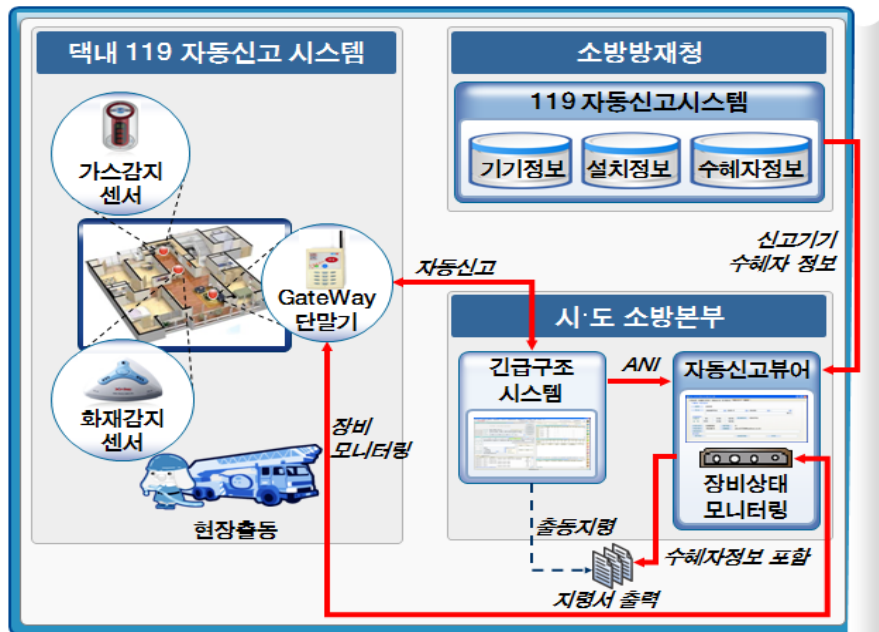 댁내 119 자동신고 시스템
가스감지
센서
GateWay
단말기
화재감지
센서
현장출동
소방방재청
119 자동신고시스템
기기정보
설치정보
수혜자정보
신고기기
수혜자 정보
자동신고
시·도 소방본부
긴급구조
시스템
ANI
자동신고뷰어
장비상태
모니터링
장비
모니터링
출동지령
수혜자정보 포함
지령서 출력